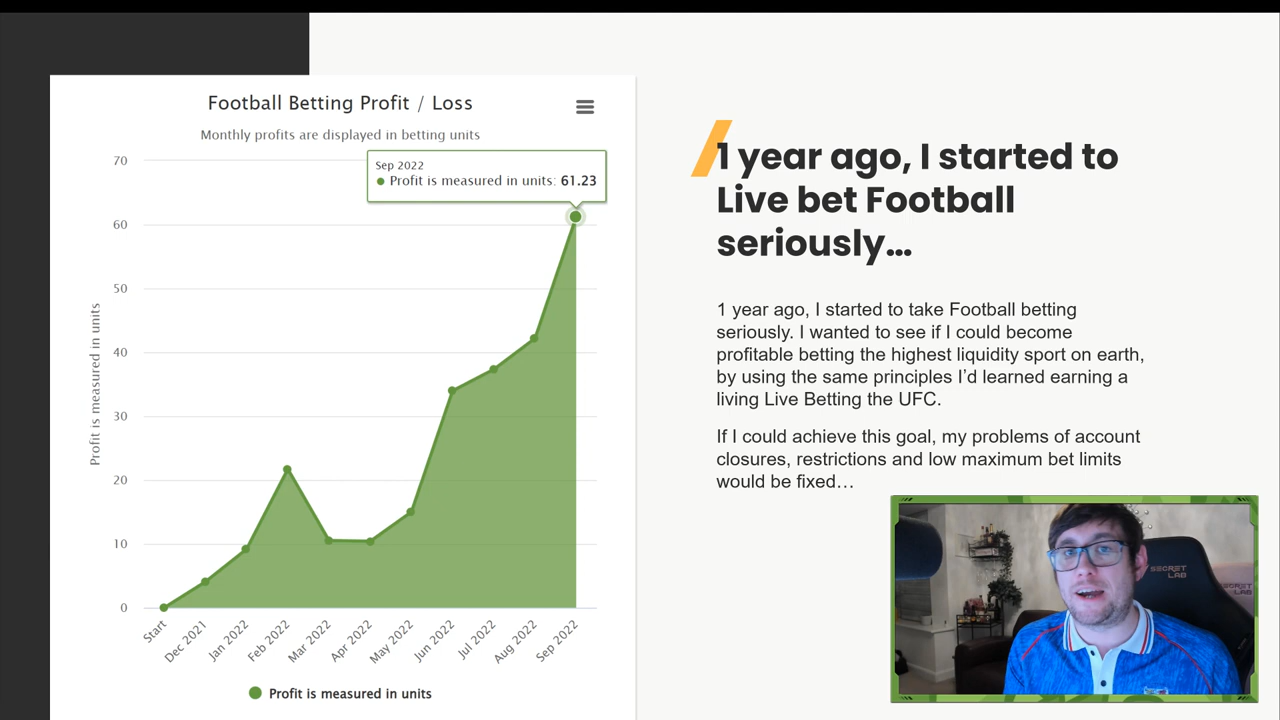 Football Betting Profit / Loss
Monthly profits are displayed in betting units
Sep 2022
Profit is measured in units: 61.23
70
60
50
40
30
20
10
0
Profit is measured in units
Start
Dec 2021
Jan 2022
Feb 2022
Mar 2022
Apr 2022
May 2022
Jun 2022
Jul 2022
Aug 2022
Sep 2022
Profit is measured in units
1 year ago, I started to
Live bet Football
seriously...
1 year ago, I started to take Football betting
seriously. I wanted to see if I could become
profitable betting the highest liquidity sport on earth,
by using the same principles I’d learned earning a
living Live Betting the UFC.
If I could achieve this goal, my problems of account
closures, restrictions and low maximum bet limits
would be fixed…
SECRET
LAB
SECRET
LAB